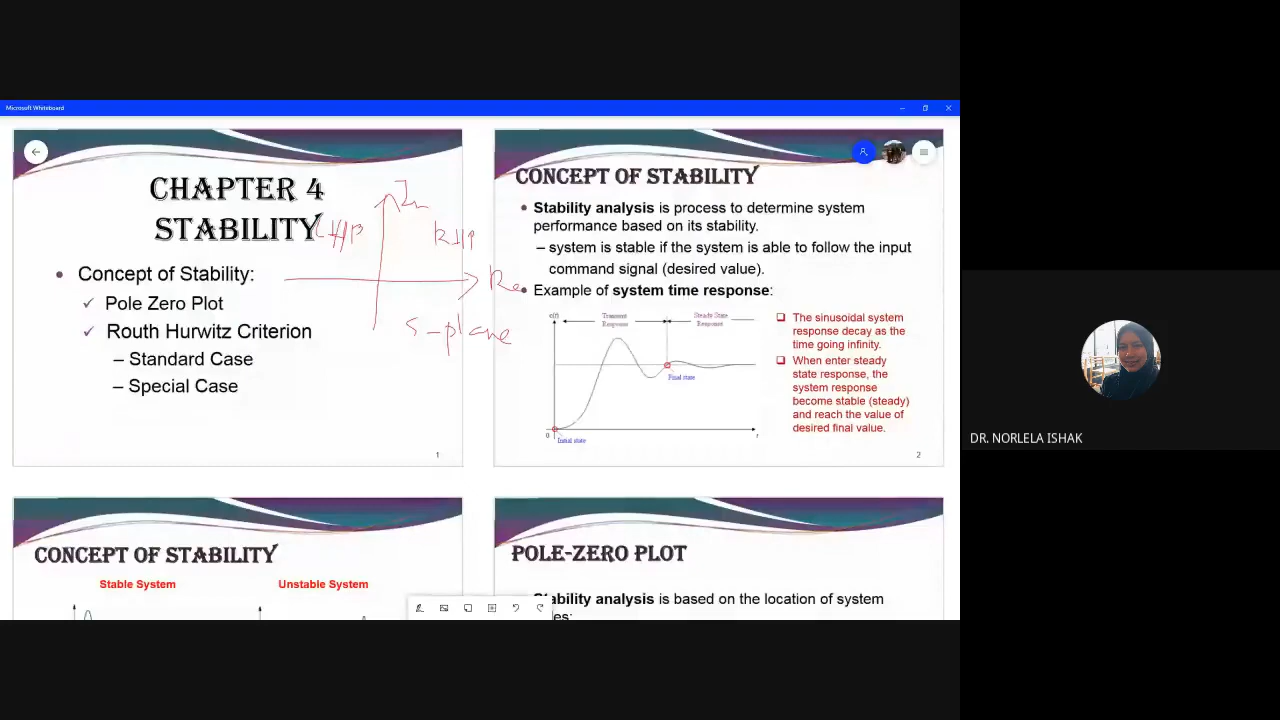 Microsoft Whiteboard
CHAPTER 4
STABILITY
Concept of Stability:
✓ Pole Zero Plot
✓ Routh Hurwitz Criterion
– Standard Case
– Special Case
1
Im
LHP
RHP
Re
s-plane
CONCEPT OF STABILITY
Stability analysis is process to determine system
performance based on its stability.
– system is stable if the system is able to follow the input
command signal (desired value).
Example of system time response:
c(t)
Transient
Response
Steady State
Response
Final state
0
Initial state
t
The sinusoidal system
response decay as the
time going infinity.
When enter steady
state response, the
system response
become stable (steady)
and reach the value of
desired final value.
2
CONCEPT OF STABILITY
Stable System
Unstable System
POLE-ZERO PLOT
Stability analysis is based on the location of system
DR. NORLELA ISHAK